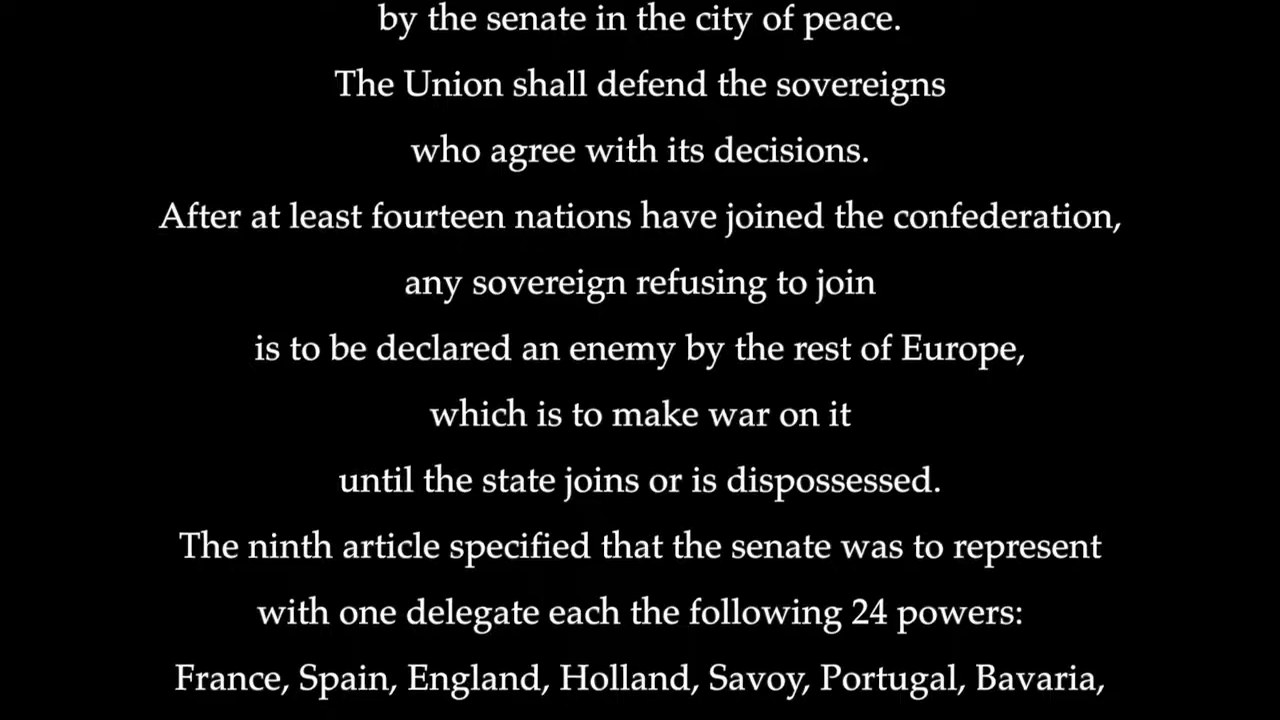 by the senate in the city of peace.
The Union shall defend the sovereigns
who agree with its decisions.
After at least fourteen nations have joined the confederation,
any sovereign refusing to join
is to be declared an enemy by the rest of Europe,
which is to make war on it
until the state joins or is dispossessed.
The ninth article specified that the senate was to represent
with one delegate each the following 24 powers:
France, Spain, England, Holland, Savoy, Portugal, Bavaria,